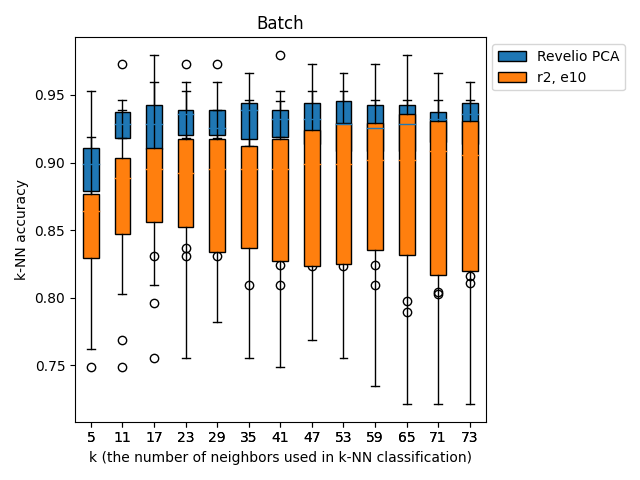 Batch
Revelio PCA
r2, e10
k-NN accuracy
0.95
0.90
0.85
0.80
0.75
5 11 17 23 29 35 41 47 53 59 65 71 73
k (the number of neighbors used in k-NN classification)